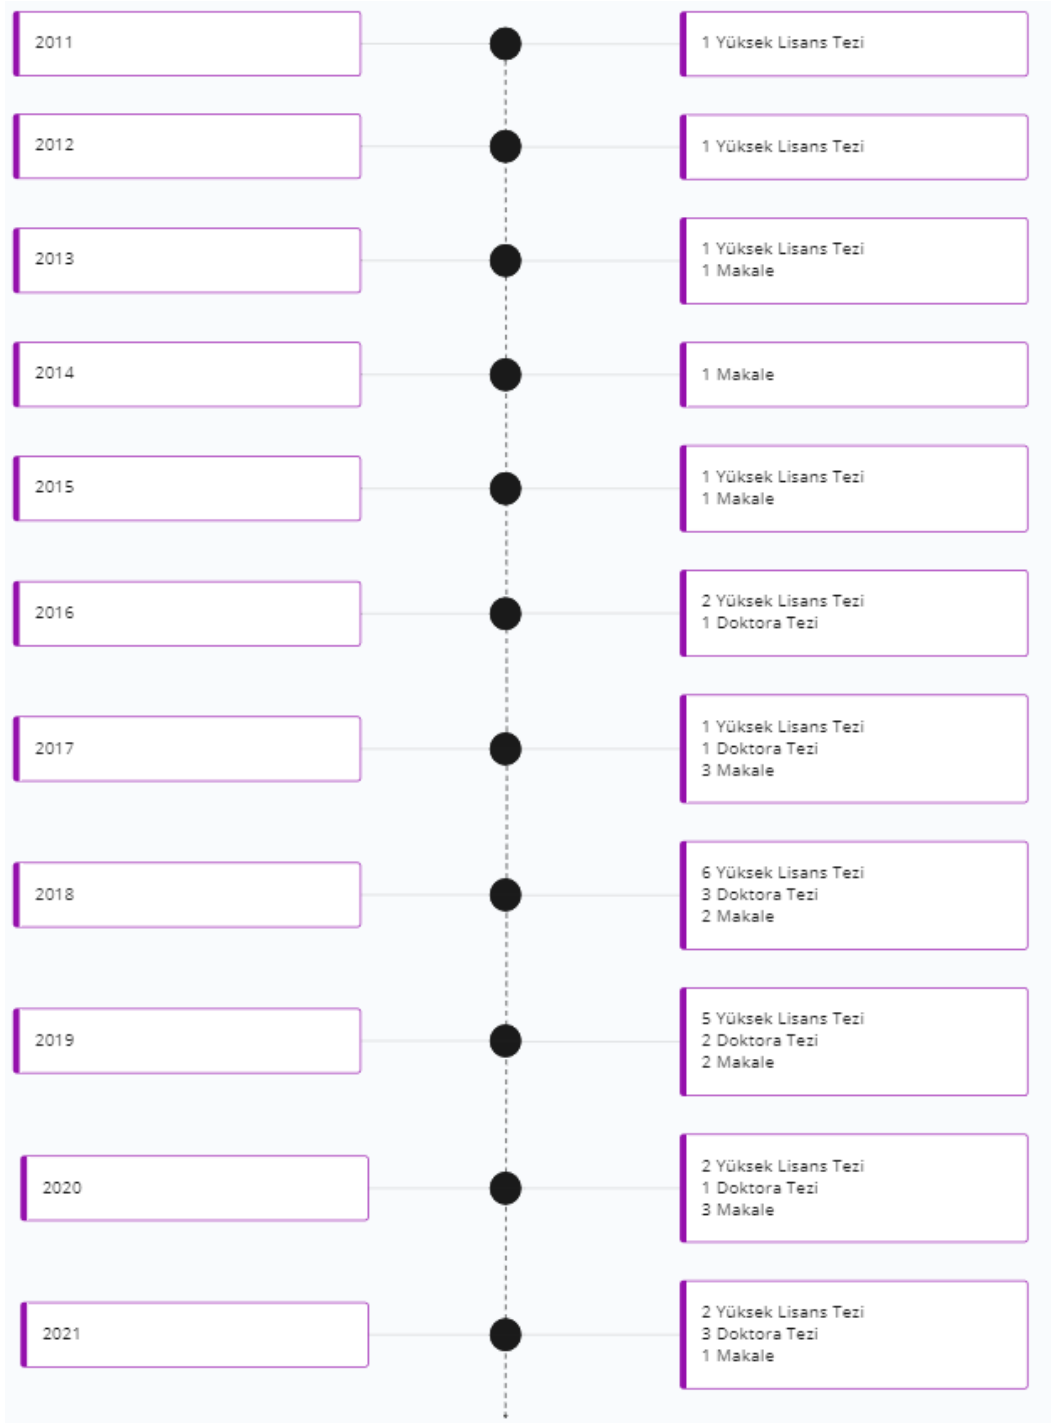 2011
1 Yüksek Lisans Tezi
2012
1 Yüksek Lisans Tezi
2013
1 Yüksek Lisans Tezi
1 Makale
2014
1 Makale
2015
1 Yüksek Lisans Tezi
1 Makale
2016
2 Yüksek Lisans Tezi
1 Doktora Tezi
2017
1 Yüksek Lisans Tezi
1 Doktora Tezi
3 Makale
2018
6 Yüksek Lisans Tezi
3 Doktora Tezi
2 Makale
2019
5 Yüksek Lisans Tezi
2 Doktora Tezi
2 Makale
2020
2 Yüksek Lisans Tezi
1 Doktora Tezi
3 Makale
2021
2 Yüksek Lisans Tezi
3 Doktora Tezi
1 Makale